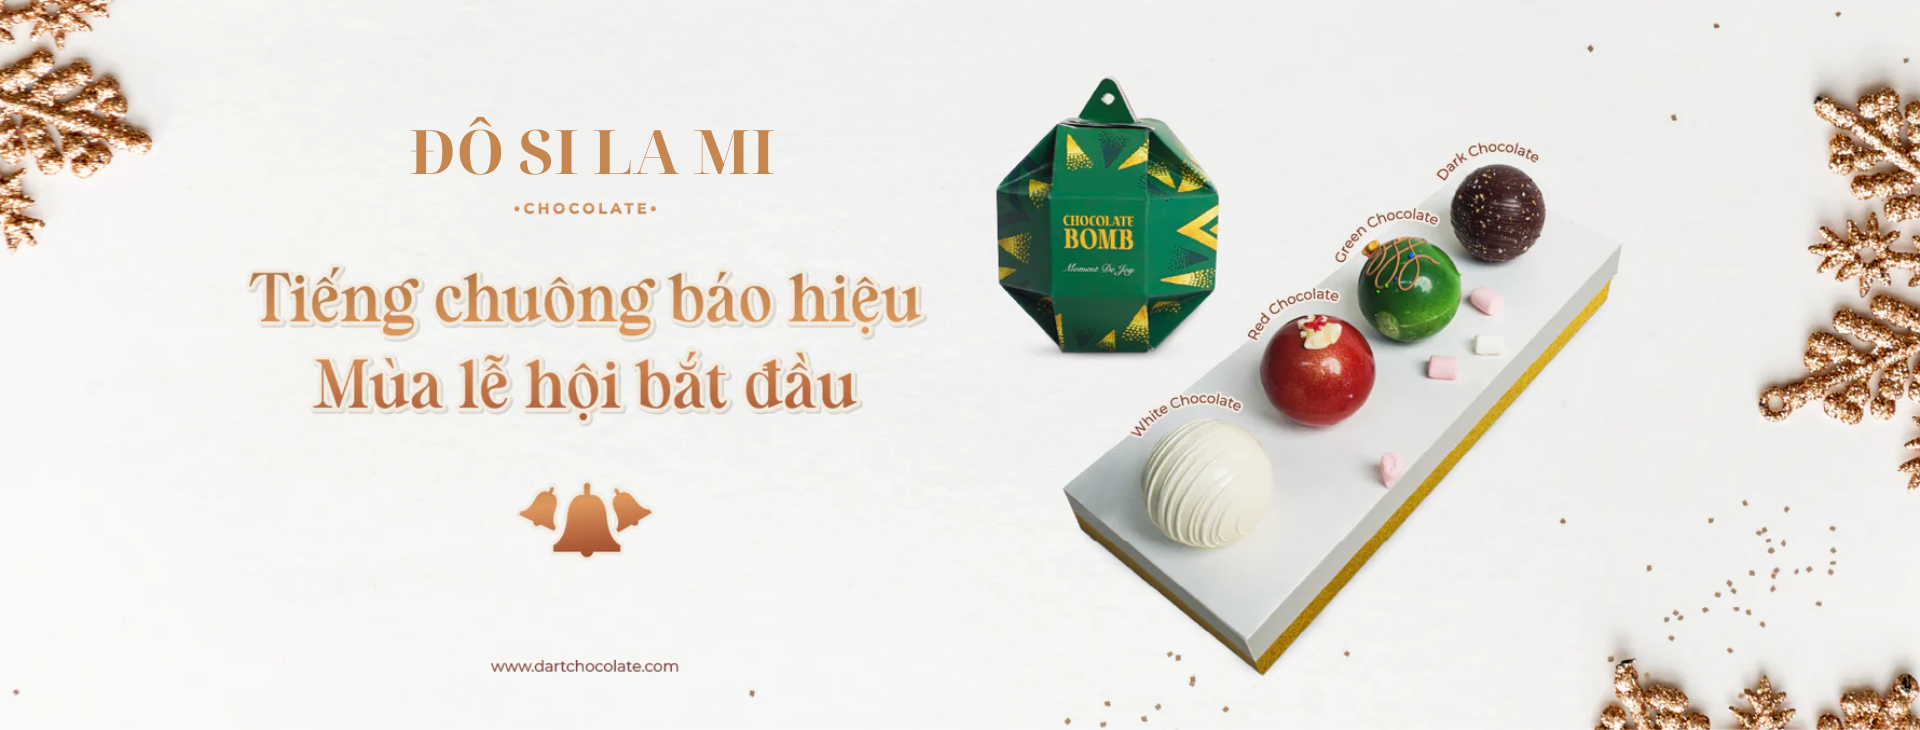 ĐÔ SI LA MI
•CHOCOLATE•
Tiếng chuông báo hiệu
Mùa lễ hội bắt đầu
www.dartchocolate.com
CHOCOLATE
BOMB
Moment De Joy
Dark Chocolate
Green Chocolate
Red Chocolate
White Chocolate